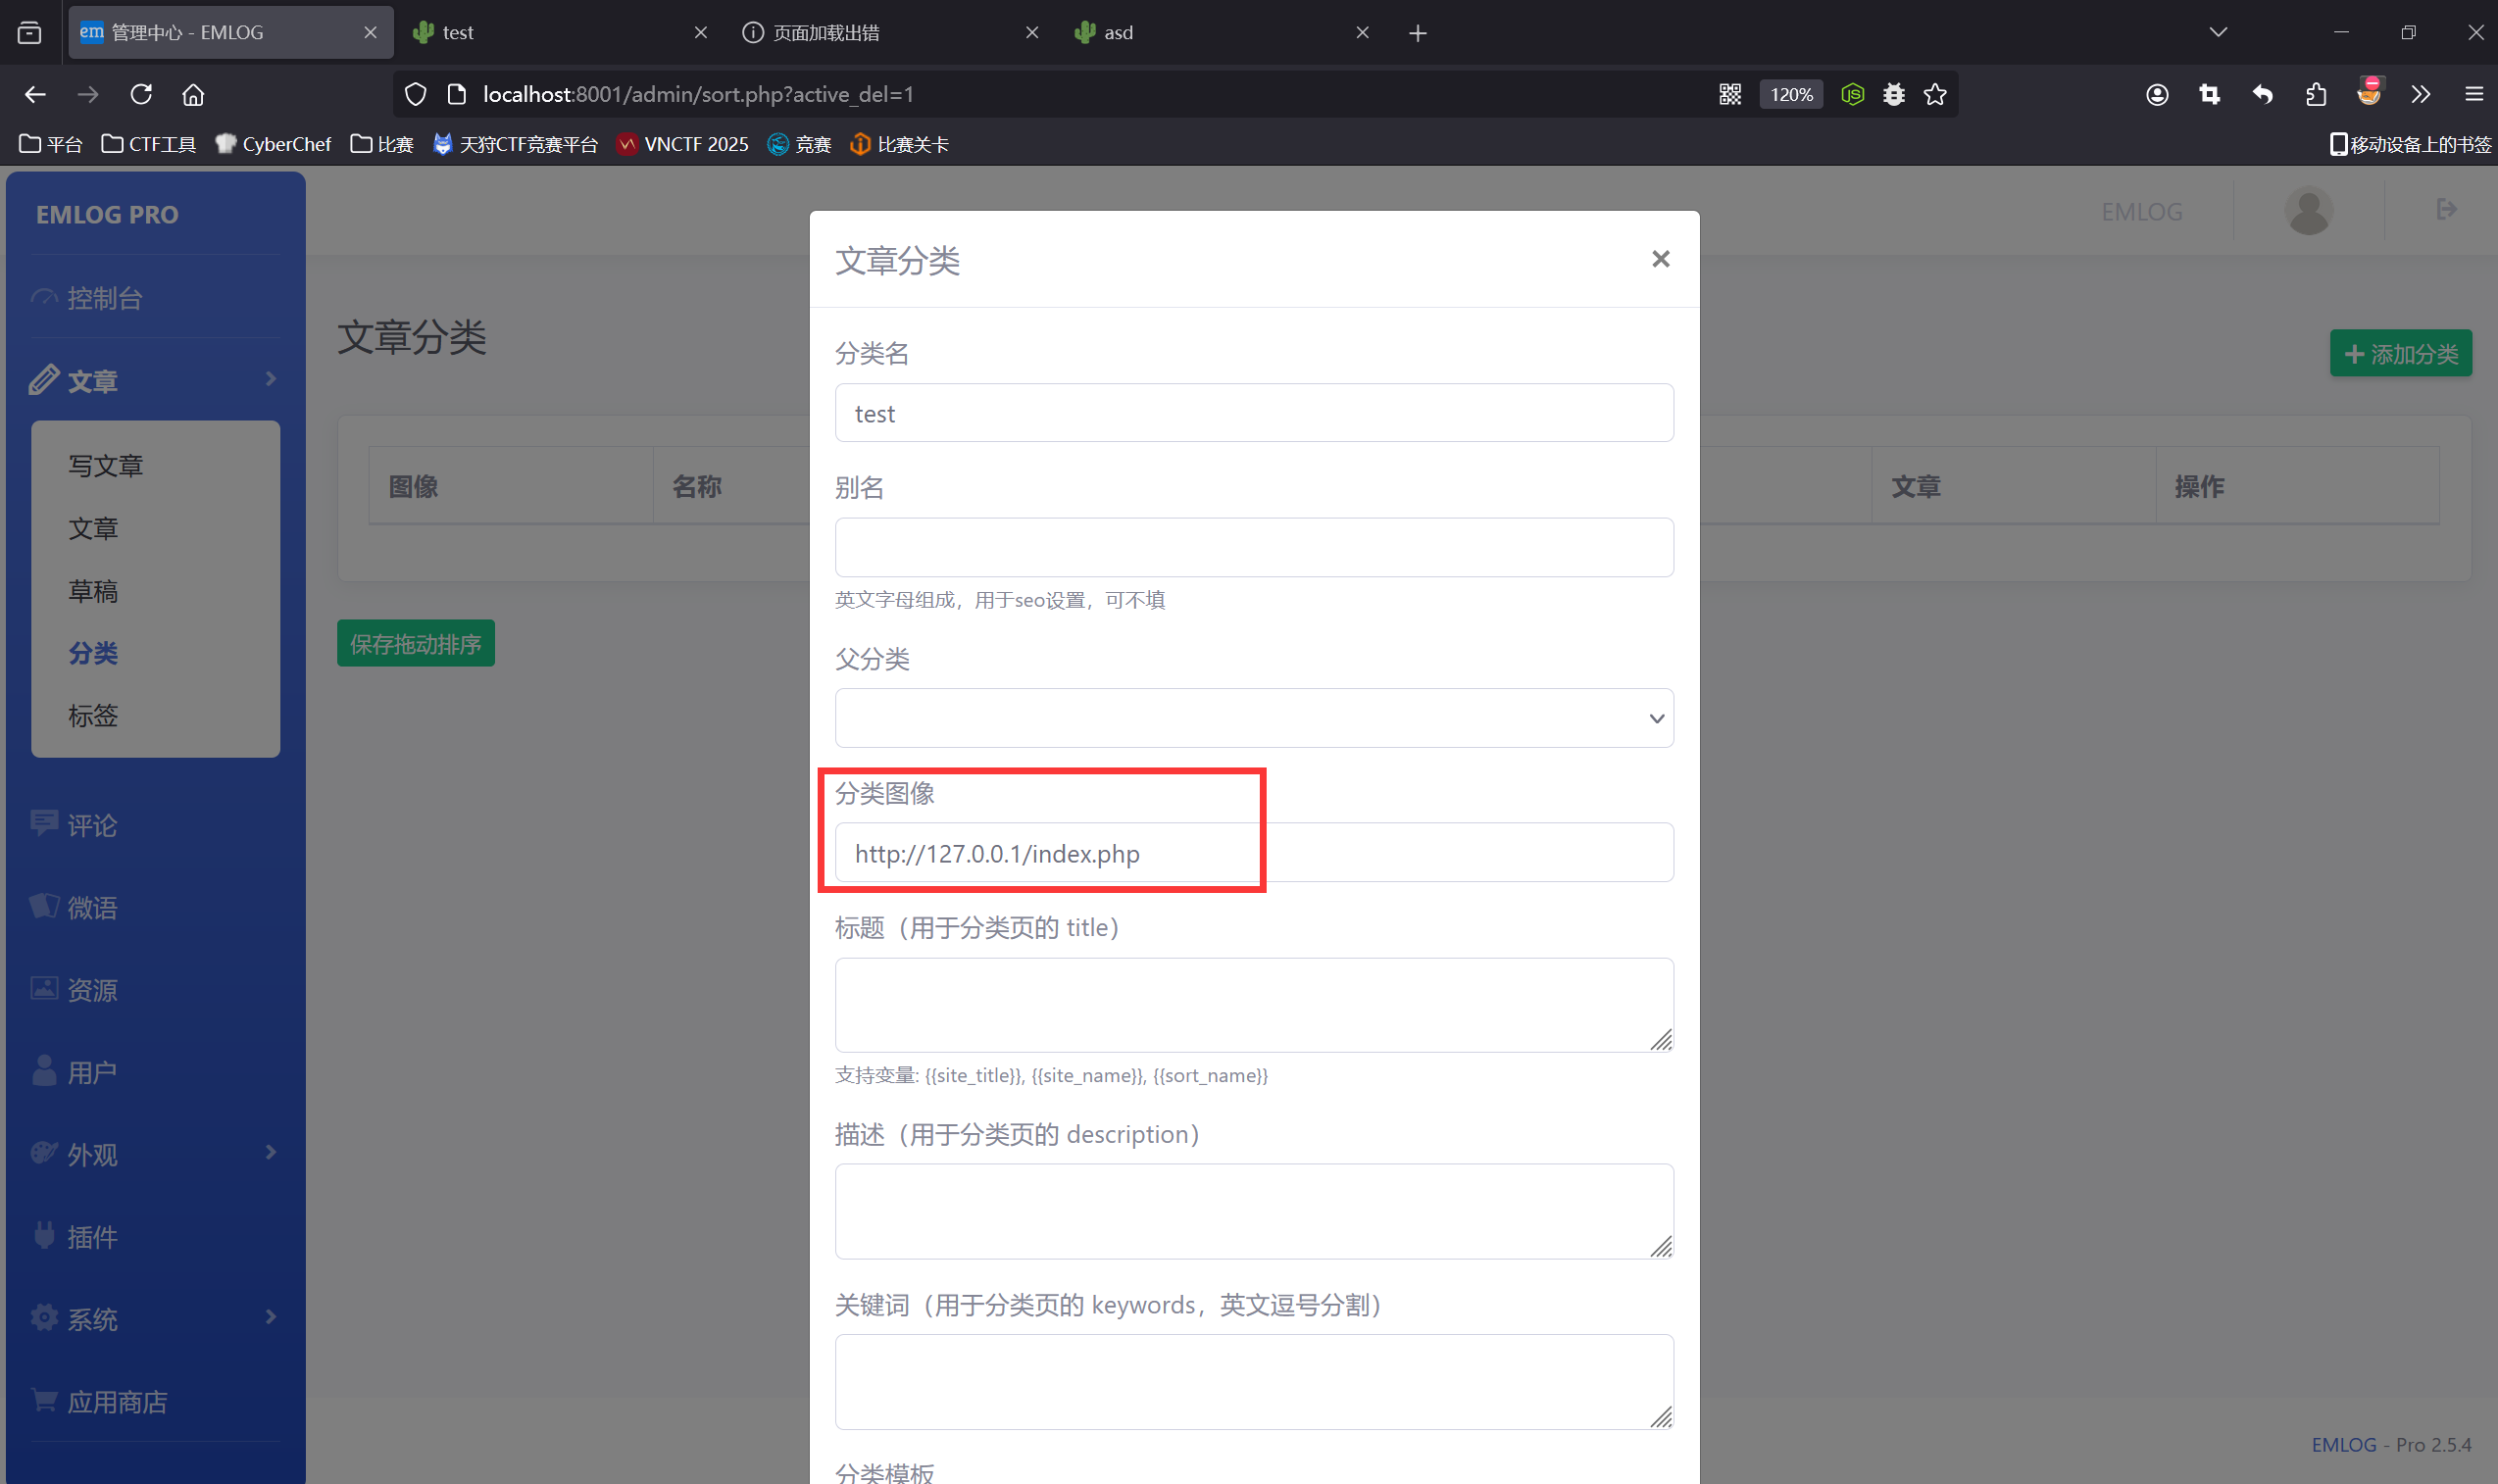 管理中心 - EMLOG
test
页面加载出错
asd
localhost:8001/admin/sort.php?active_del=1
120%
平台
CTF工具
CyberChef
比赛
天狩CTF竞赛平台
VNCTF 2025
竞赛
比赛关卡
移动设备上的书签
EMLOG PRO
控制台
文章
写文章
文章
草稿
分类
标签
评论
微语
资源
用户
外观
插件
系统
应用商店
EMLOG
文章分类
添加分类
图像
名称
文章
操作
保存拖动排序
文章分类
分类名
test
别名
英文字母组成，用于seo设置，可不填
父分类
分类图像
http://127.0.0.1/index.php
标题（用于分类页的 title）
支持变量: {{site_title}}, {{site_name}}, {{sort_name}}
描述（用于分类页的 description）
关键词（用于分类页的 keywords，英文逗号分割）
分类模板
EMLOG - Pro 2.5.4